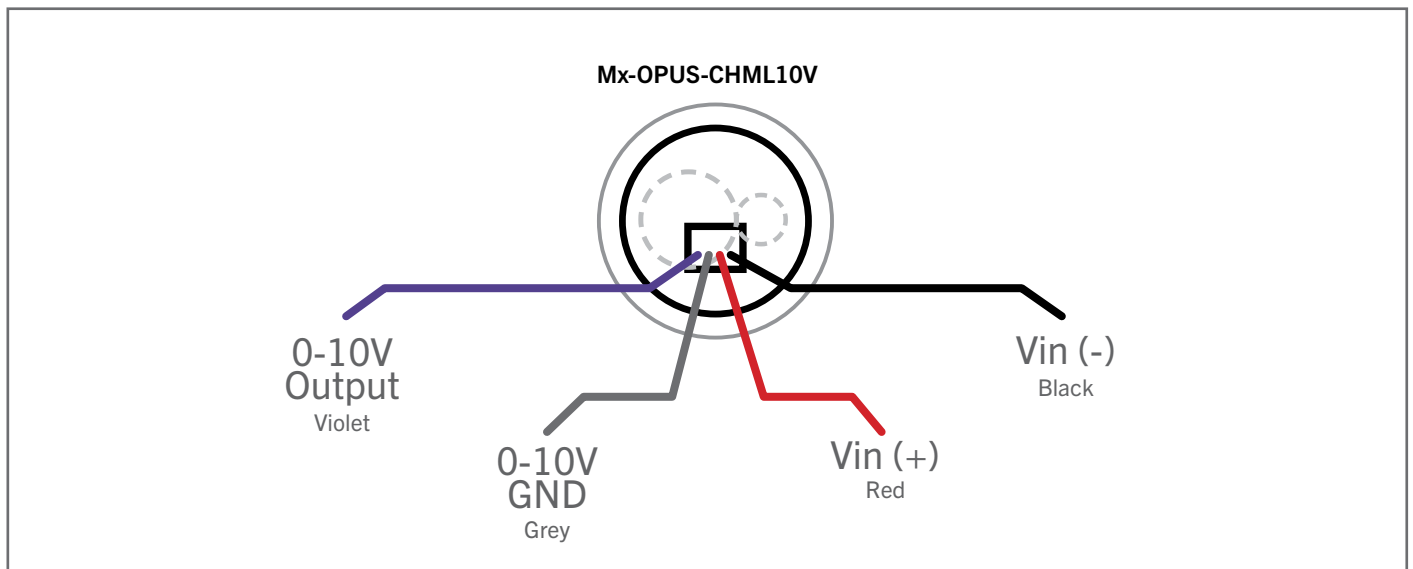 Mx-OPUS-CHML10V
0-10V
Output
Violet
0-10V
GND
Grey
Vin (+)
Red
Vin (-)
Black